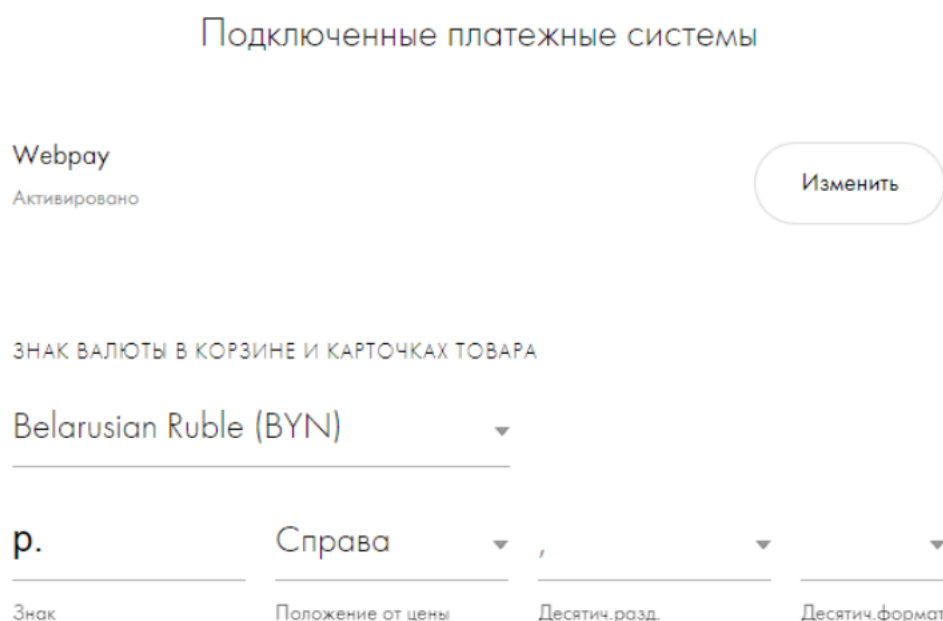 Подключенные платежные системы
Webpay
Активировано
Изменить
ЗНАК ВАЛЮТЫ В КОРЗИНЕ И КАРТОЧКАХ ТОВАРА
Belarusian Ruble (BYN)
р. Справа ,
Знак Положение от цены Десятич.разд. Десятич.формат